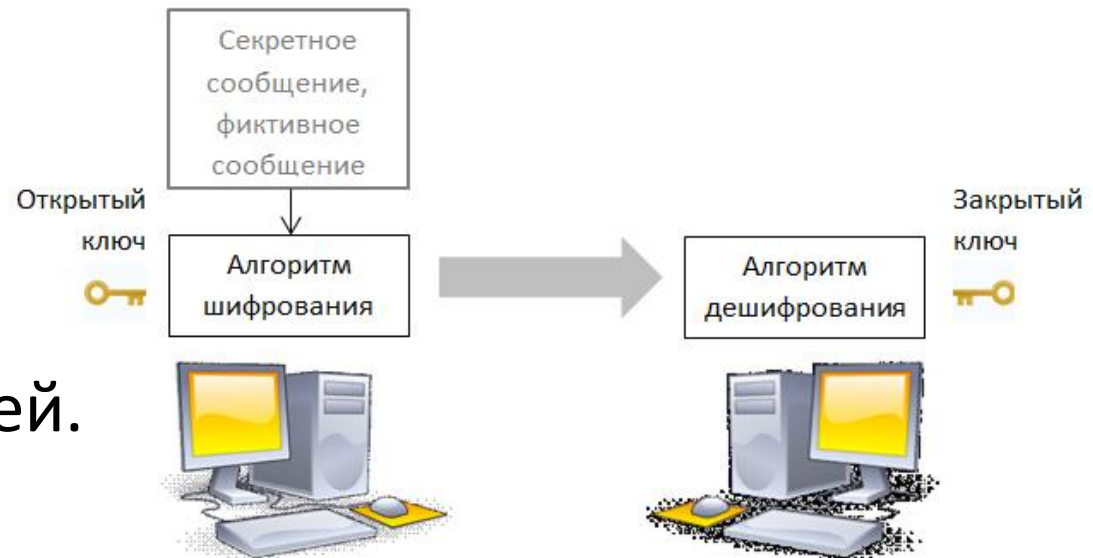 Секретное
сообщение,
фиктивное
сообщение
Открытый
ключ
Алгоритм
шифрования
Алгоритм
дешифрования
Закрытый
ключ
ей.